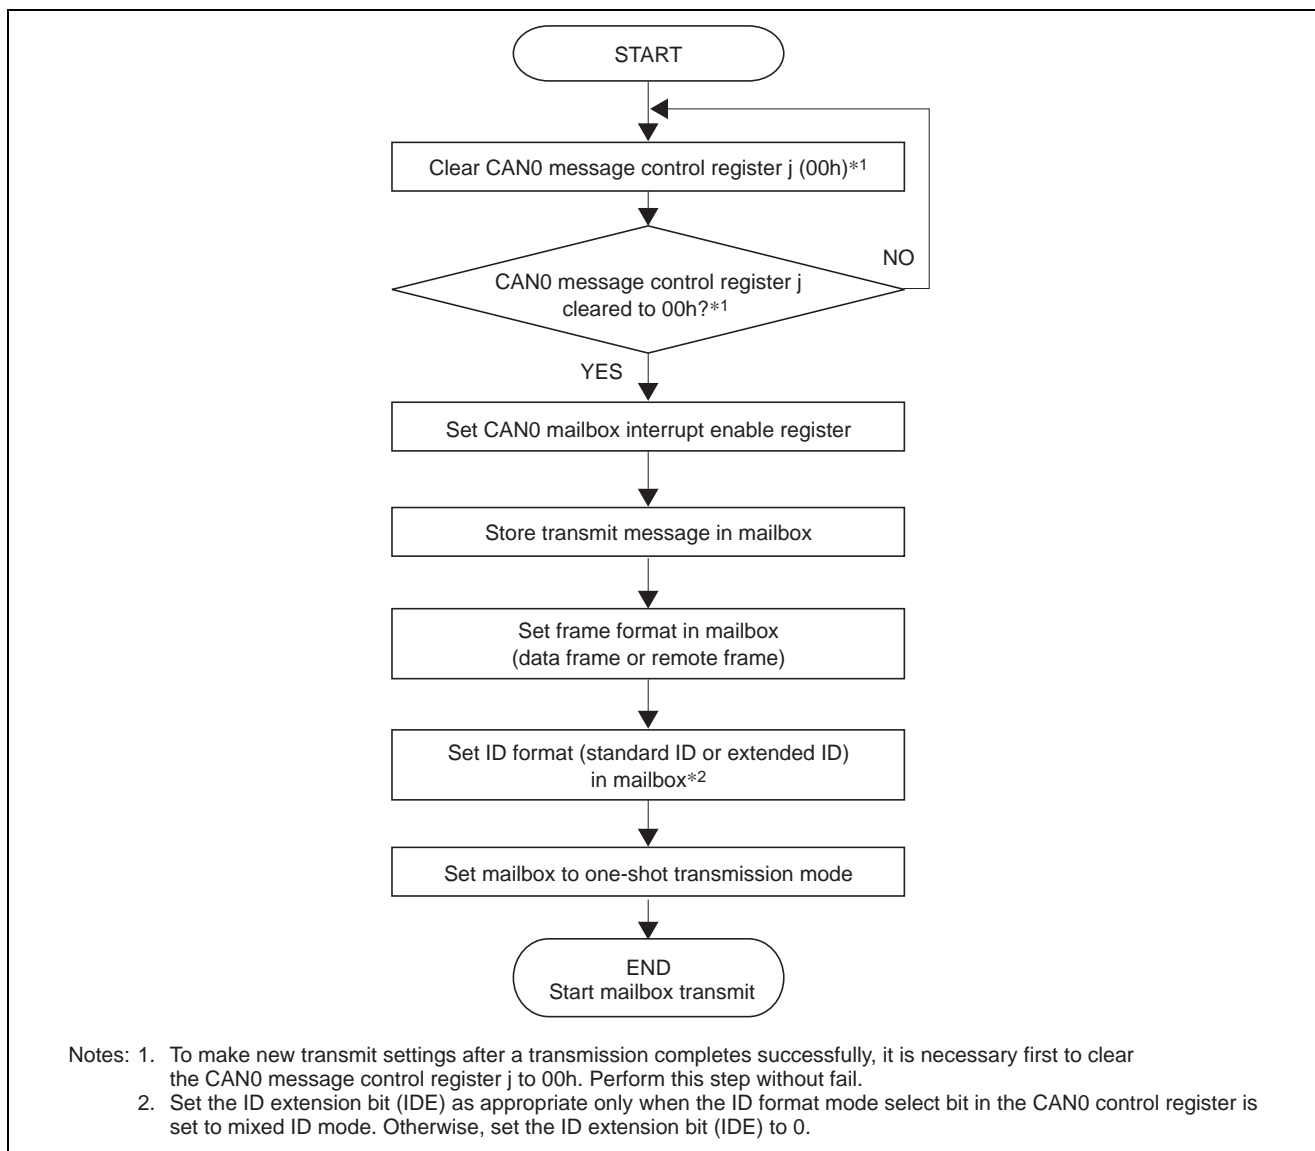 START
Clear CAN0 message control register j (00h)*1
CAN0 message control register j
cleared to 00h?*1
NO
YES
Set CAN0 mailbox interrupt enable register
Store transmit message in mailbox
Set frame format in mailbox
(data frame or remote frame)
Set ID format (standard ID or extended ID)
in mailbox*2
Set mailbox to one-shot transmission mode
END
Start mailbox transmit
Notes: 1. To make new transmit settings after a transmission completes successfully, it is necessary first to clear
the CAN0 message control register j to 00h. Perform this step without fail.
2. Set the ID extension bit (IDE) as appropriate only when the ID format mode select bit in the CAN0 control register is
set to mixed ID mode. Otherwise, set the ID extension bit (IDE) to 0.